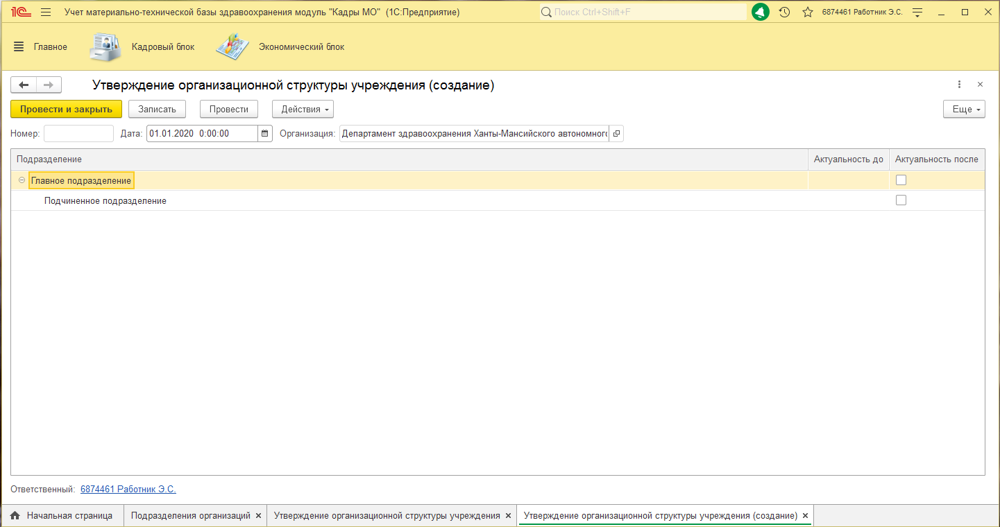 1С Учет материально-технической базы здравоохранения модуль "Кадры МО" (1С:Предприятие) Поиск Ctrl+Shift+F 6874461 Работник Э.С.
Главное Кадровый блок Экономический блок
Утверждение организационной структуры учреждения (создание)
Провести и закрыть Записать Провести Действия Еще
Номер: Дата: 01.01.2020 0:00:00 Организация: Департамент здравоохранения Ханты-Мансийского автономного
Подразделение Актуальность до Актуальность после
Главное подразделение
Подчиненное подразделение
Ответственный: 6874461 Работник Э.С.
Начальная страница Подразделения организаций Утверждение организационной структуры учреждения Утверждение организационной структуры учреждения (создание)